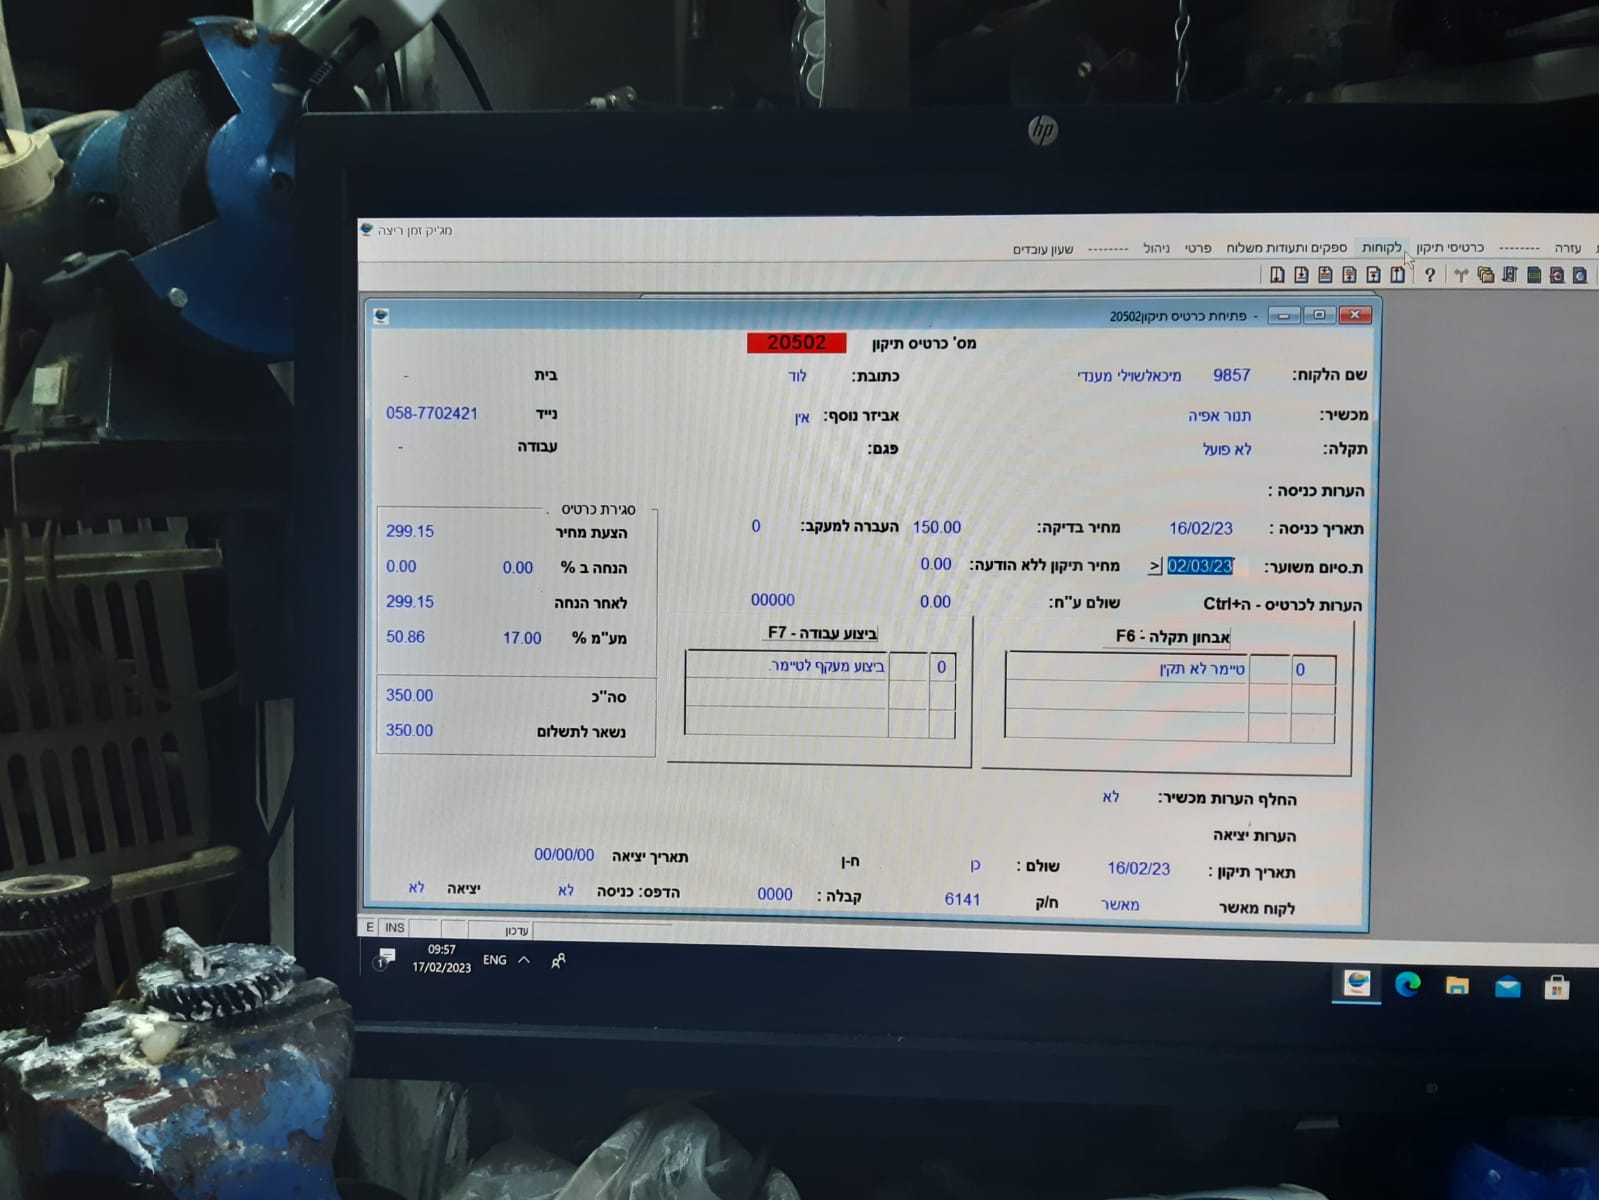 hp
מג'יק זמן ריצה
עזרה -------- כרטיסי תיקון לקוחות ספקים ותעודות משלוח פרטי ניהול -------- שעון עובדים
?
פתיחת כרטיס תיקון20502 -
מס' כרטיס תיקון 20502
שם הלקוח: 9857 מיכאלשוילי מענדי כתובת: לוד בית -
מכשיר: תנור אפיה אביזר נוסף: אין נייד 058-7702421
תקלה: לא פועל פגם: עבודה -
הערות כניסה :
סגירת כרטיס .
תאריך כניסה : 16/02/23 מחיר בדיקה: 150.00 העברה למעקב: 0 הצעת מחיר 299.15
ת.סיום משוער: 02/03/23 > מחיר תיקון ללא הודעה: 0.00 הנחה ב % 0.00 0.00
הערות לכרטיס - Ctrl+ה שולם ע"ח: 0.00 00000 לאחר הנחה 299.15
אבחון תקלה - F6 ביצוע עבודה - F7 מע"מ % 17.00 50.86
0 טיימר לא תקין 0 ביצוע מעקף לטיימר.
סה"כ 350.00
נשאר לתשלום 350.00
החלף הערות מכשיר: לא
הערות יציאה
תאריך תיקון : 16/02/23 שולם : כן ח-ן תאריך יציאה 00/00/00
לקוח מאשר מאשר ח/ק 6141 קבלה : 0000 הדפס: כניסה לא יציאה לא
E INS עדכון
1 09:57 ENG
17/02/2023